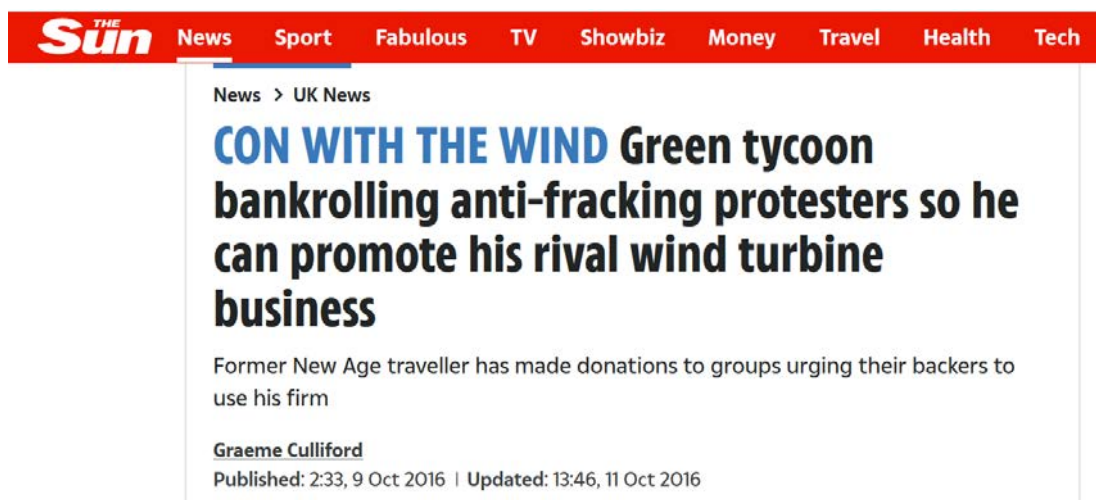 THE Sun News Sport Fabulous TV Showbiz Money Travel Health Tech
News > UK News
CON WITH THE WIND Green tycoon
bankrolling anti-fracking protesters so he
can promote his rival wind turbine
business
Former New Age traveller has made donations to groups urging their backers to
use his firm
Graeme Culliford
Published: 2:33, 9 Oct 2016 | Updated: 13:46, 11 Oct 2016